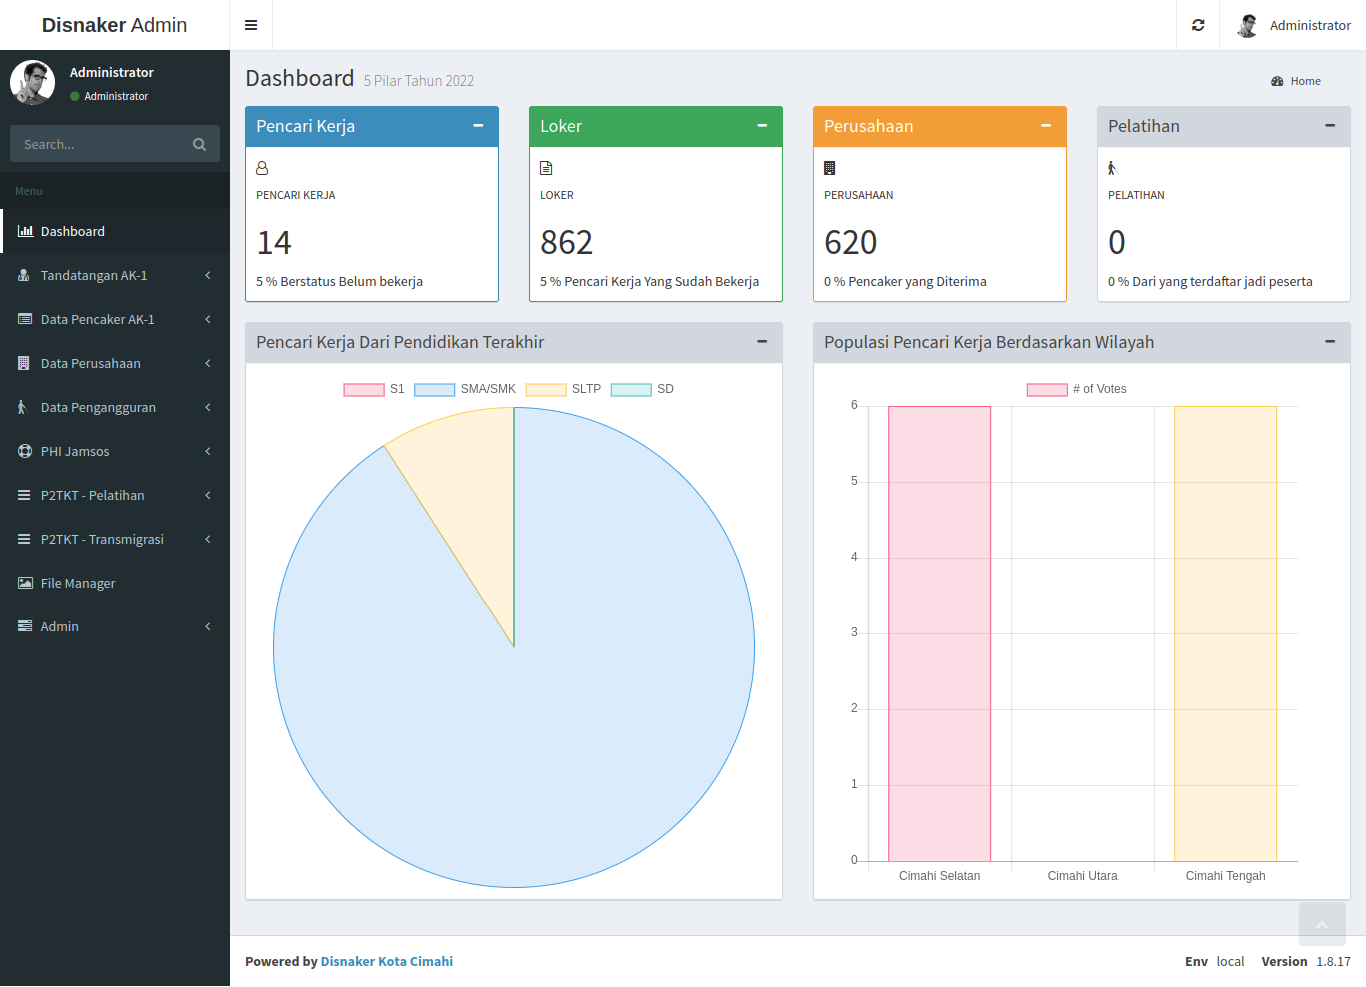 Disnaker Admin
Administrator
Administrator
Administrator
Search...
Menu
Dashboard
Tandatangan AK-1
Data Pencaker AK-1
Data Perusahaan
Data Pengangguran
PHI Jamsos
P2TKT - Pelatihan
P2TKT - Transmigrasi
File Manager
Admin
Dashboard 5 Pilar Tahun 2022
Home
Pencari Kerja
PENCARI KERJA
14
5 % Berstatus Belum bekerja
Loker
LOKER
862
5 % Pencari Kerja Yang Sudah Bekerja
Perusahaan
PERUSAHAAN
620
0 % Pencaker yang Diterima
Pelatihan
PELATIHAN
0
0 % Dari yang terdaftar jadi peserta
Pencari Kerja Dari Pendidikan Terakhir
S1 SMA/SMK SLTP SD
Populasi Pencari Kerja Berdasarkan Wilayah
# of Votes
6
5
4
3
2
1
0
Cimahi Selatan Cimahi Utara Cimahi Tengah
Powered by Disnaker Kota Cimahi
Env local Version 1.8.17